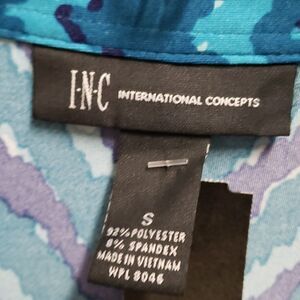 I·N·C INTERNATIONAL CONCEPTS
S
92% POLYESTER
8% SPANDEX
MADE IN VIETNAM
WPL 8046